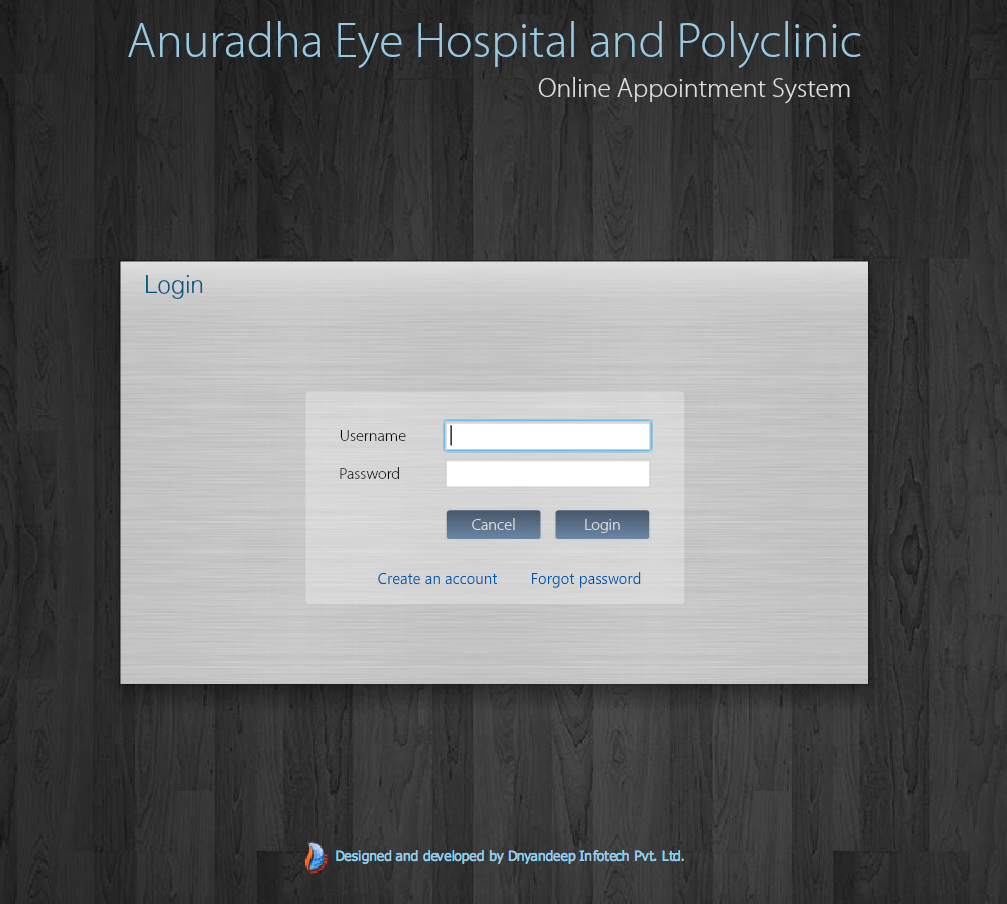 Anuradha Eye Hospital and Polyclinic
Online Appointment System
Login
Username
Password
Cancel Login
Create an account Forgot password
Designed and developed by Dnyandeep Infotech Pvt. Ltd.